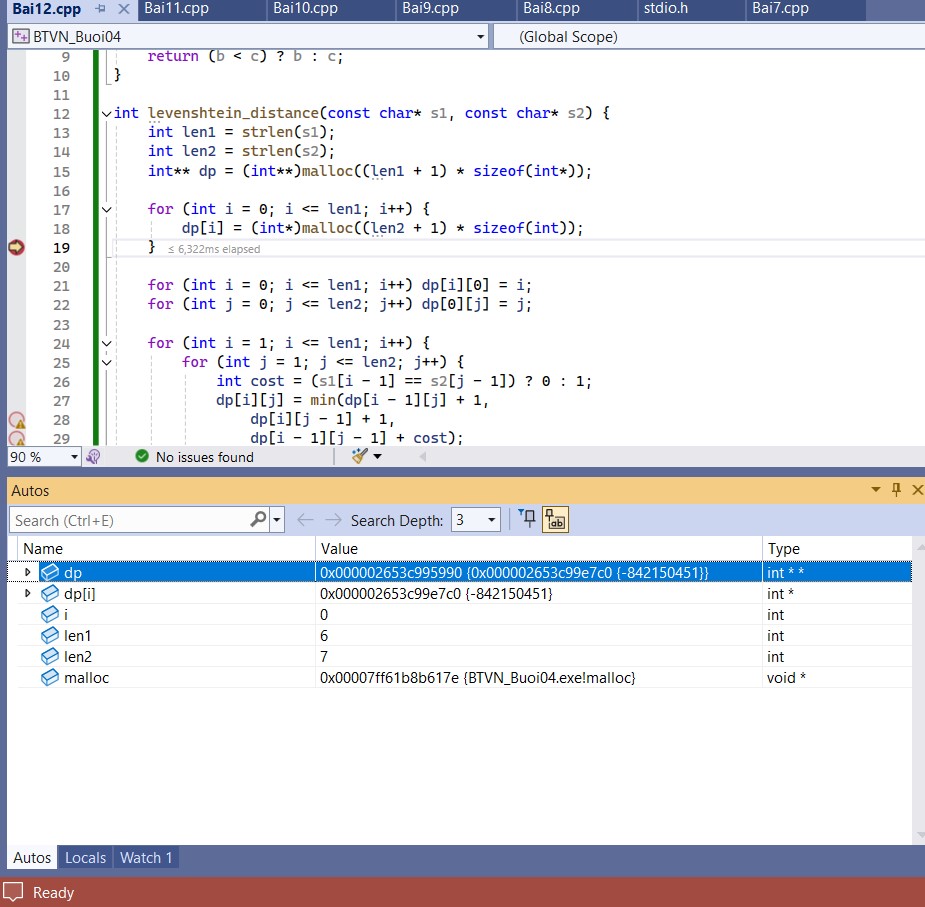 Bai12.cpp Bai11.cpp Bai10.cpp Bai9.cpp Bai8.cpp stdio.h Bai7.cpp
BTVN_Buoi04 (Global Scope)
9 return (b < c) ? b : c;
10 }
11
12 int levenshtein_distance(const char* s1, const char* s2) {
13 int len1 = strlen(s1);
14 int len2 = strlen(s2);
15 int** dp = (int**)malloc((len1 + 1) * sizeof(int*));
16
17 for (int i = 0; i <= len1; i++) {
18 dp[i] = (int*)malloc((len2 + 1) * sizeof(int));
19 } ≤ 6,322ms elapsed
20
21 for (int i = 0; i <= len1; i++) dp[i][0] = i;
22 for (int j = 0; j <= len2; j++) dp[0][j] = j;
23
24 for (int i = 1; i <= len1; i++) {
25 for (int j = 1; j <= len2; j++) {
26 int cost = (s1[i - 1] == s2[j - 1]) ? 0 : 1;
27 dp[i][j] = min(dp[i - 1][j] + 1,
28 dp[i][j - 1] + 1,
29 dp[i - 1][j - 1] + cost);
90 % No issues found
Autos
Search (Ctrl+E) Search Depth: 3
Name Value Type
dp 0x000002653c995990 {0x000002653c99e7c0 {-842150451}} int * *
dp[i] 0x000002653c99e7c0 {-842150451} int *
i 0 int
len1 6 int
len2 7 int
malloc 0x00007ff61b8b617e {BTVN_Buoi04.exe!malloc} void *
Autos Locals Watch 1
Ready